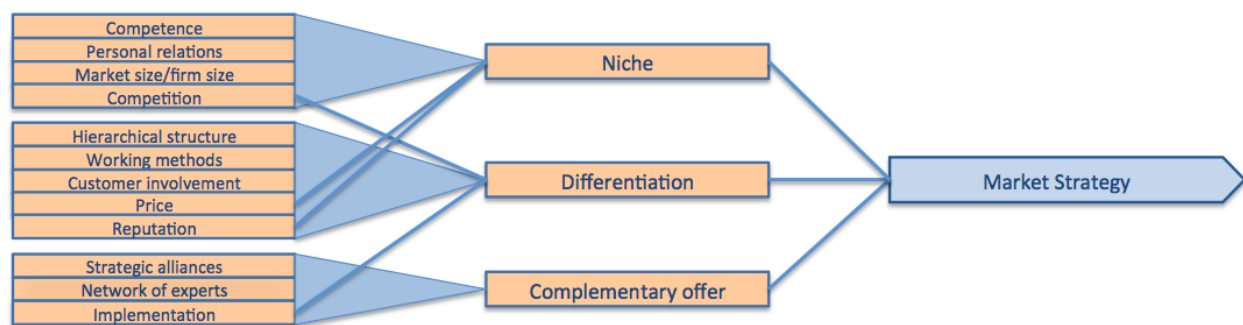 Competence
Personal relations
Market size/firm size
Competition
Hierarchical structure
Working methods
Customer involvement
Price
Reputation
Strategic alliances
Network of experts
Implementation
Niche
Differentiation
Complementary offer
Market Strategy